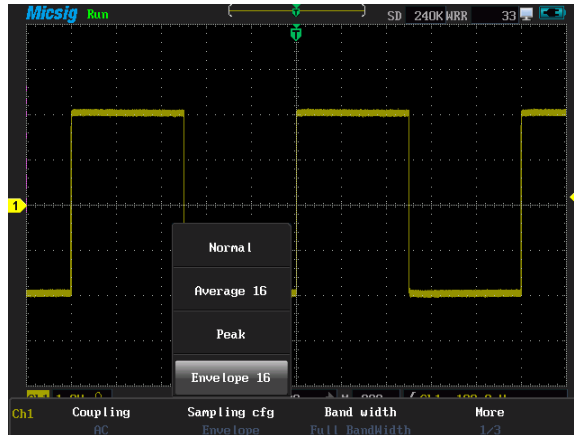 Micsig Run SD 240K WRR 33
T
1
Normal
Average 16
Peak
Envelope 16
Ch1 Coupling Sampling cfg Band width More
AC Envelope Full BandWidth 1/3